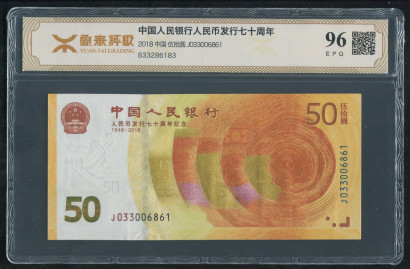 象泰评级
YUAN-TAI GRADING
中国人民银行人民币发行七十周年
2018 中国 伍拾圆 J033006861
833286183
96
EPQ
中国人民银行
人民币发行七十周年纪念
1948-2018
50
伍拾圆
50
50
J033006861